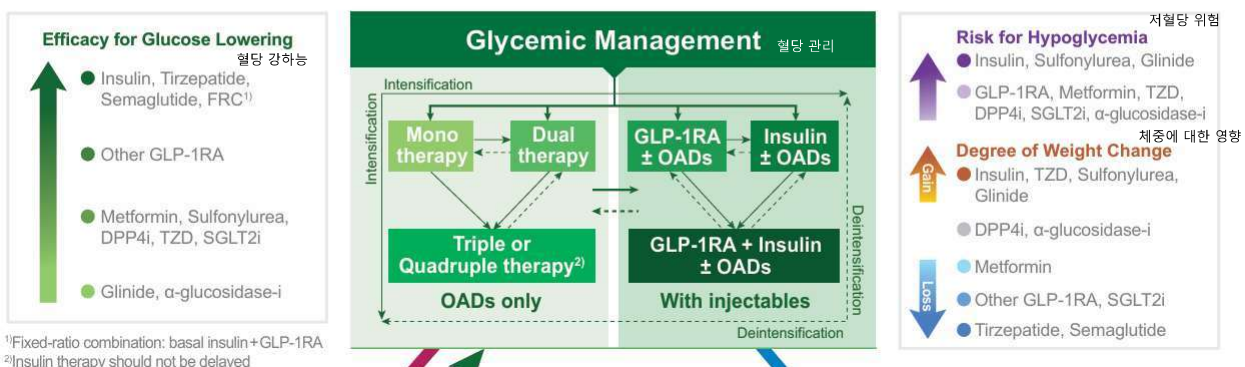 Efficacy for Glucose Lowering
혈당 강하능
Insulin, Tirzepatide,
Semaglutide, FRC1)
Other GLP-1RA
Metformin, Sulfonylurea,
DPP4i, TZD, SGLT2i
Glinide, α-glucosidase-i
1)Fixed-ratio combination: basal insulin+GLP-1RA
2)Insulin therapy should not be delayed
Glycemic Management 혈당 관리
Intensification
Intensification
Mono
therapy
Dual
therapy
GLP-1RA
± OADs
Insulin
± OADs
Triple or
Quadruple therapy2)
GLP-1RA + Insulin
± OADs
OADs only
With injectables
Deintensification
Deintensification
저혈당 위험
Risk for Hypoglycemia
Insulin, Sulfonylurea, Glinide
GLP-1RA, Metformin, TZD,
DPP4i, SGLT2i, α-glucosidase-i
체중에 대한 영향
Degree of Weight Change
Gain
Insulin, TZD, Sulfonylurea,
Glinide
DPP4i, α-glucosidase-i
Loss
Metformin
Other GLP-1RA, SGLT2i
Tirzepatide, Semaglutide